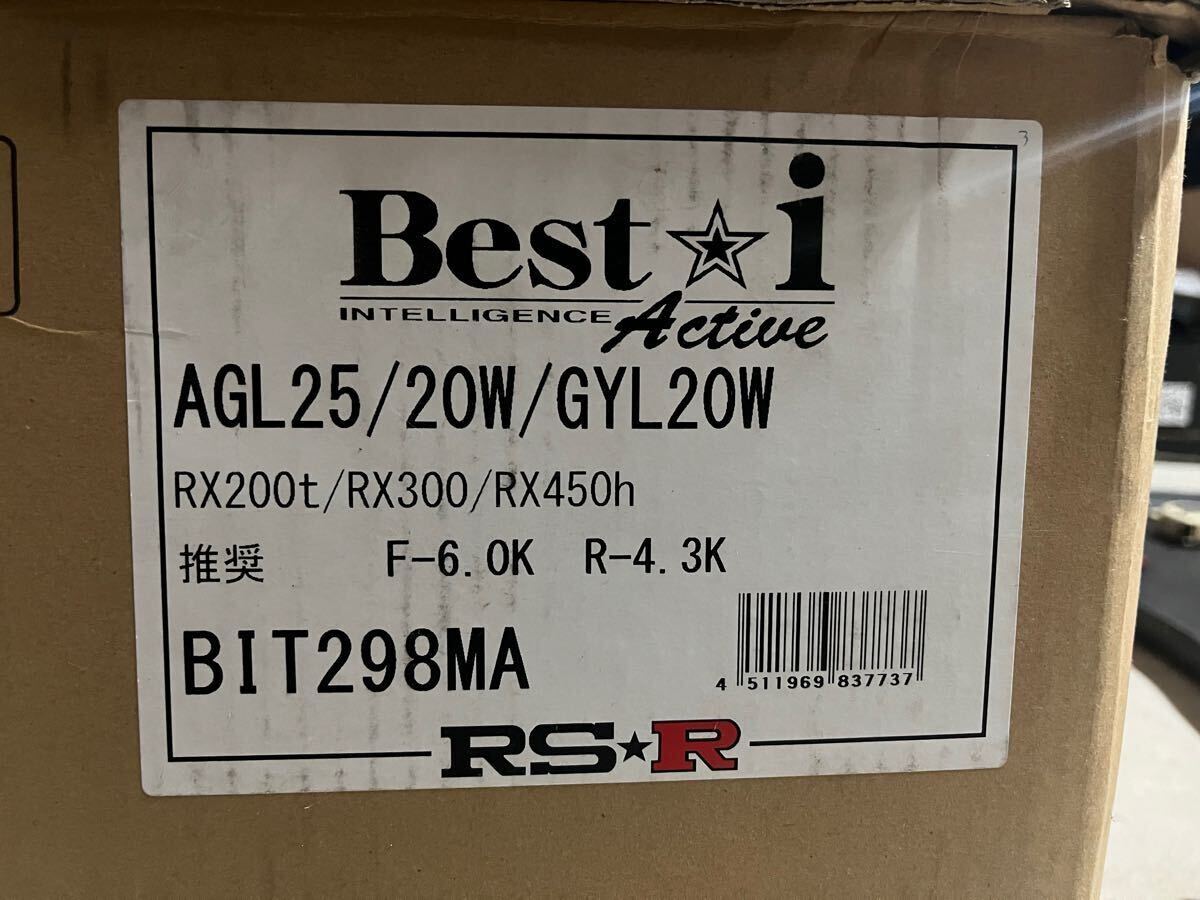 3
Best☆i
INTELLIGENCE Active
AGL25/20W/GYL20W
RX200t/RX300/RX450h
推奨 F-6.0K R-4.3K
BIT298MA
4 511969 837737
RS★R